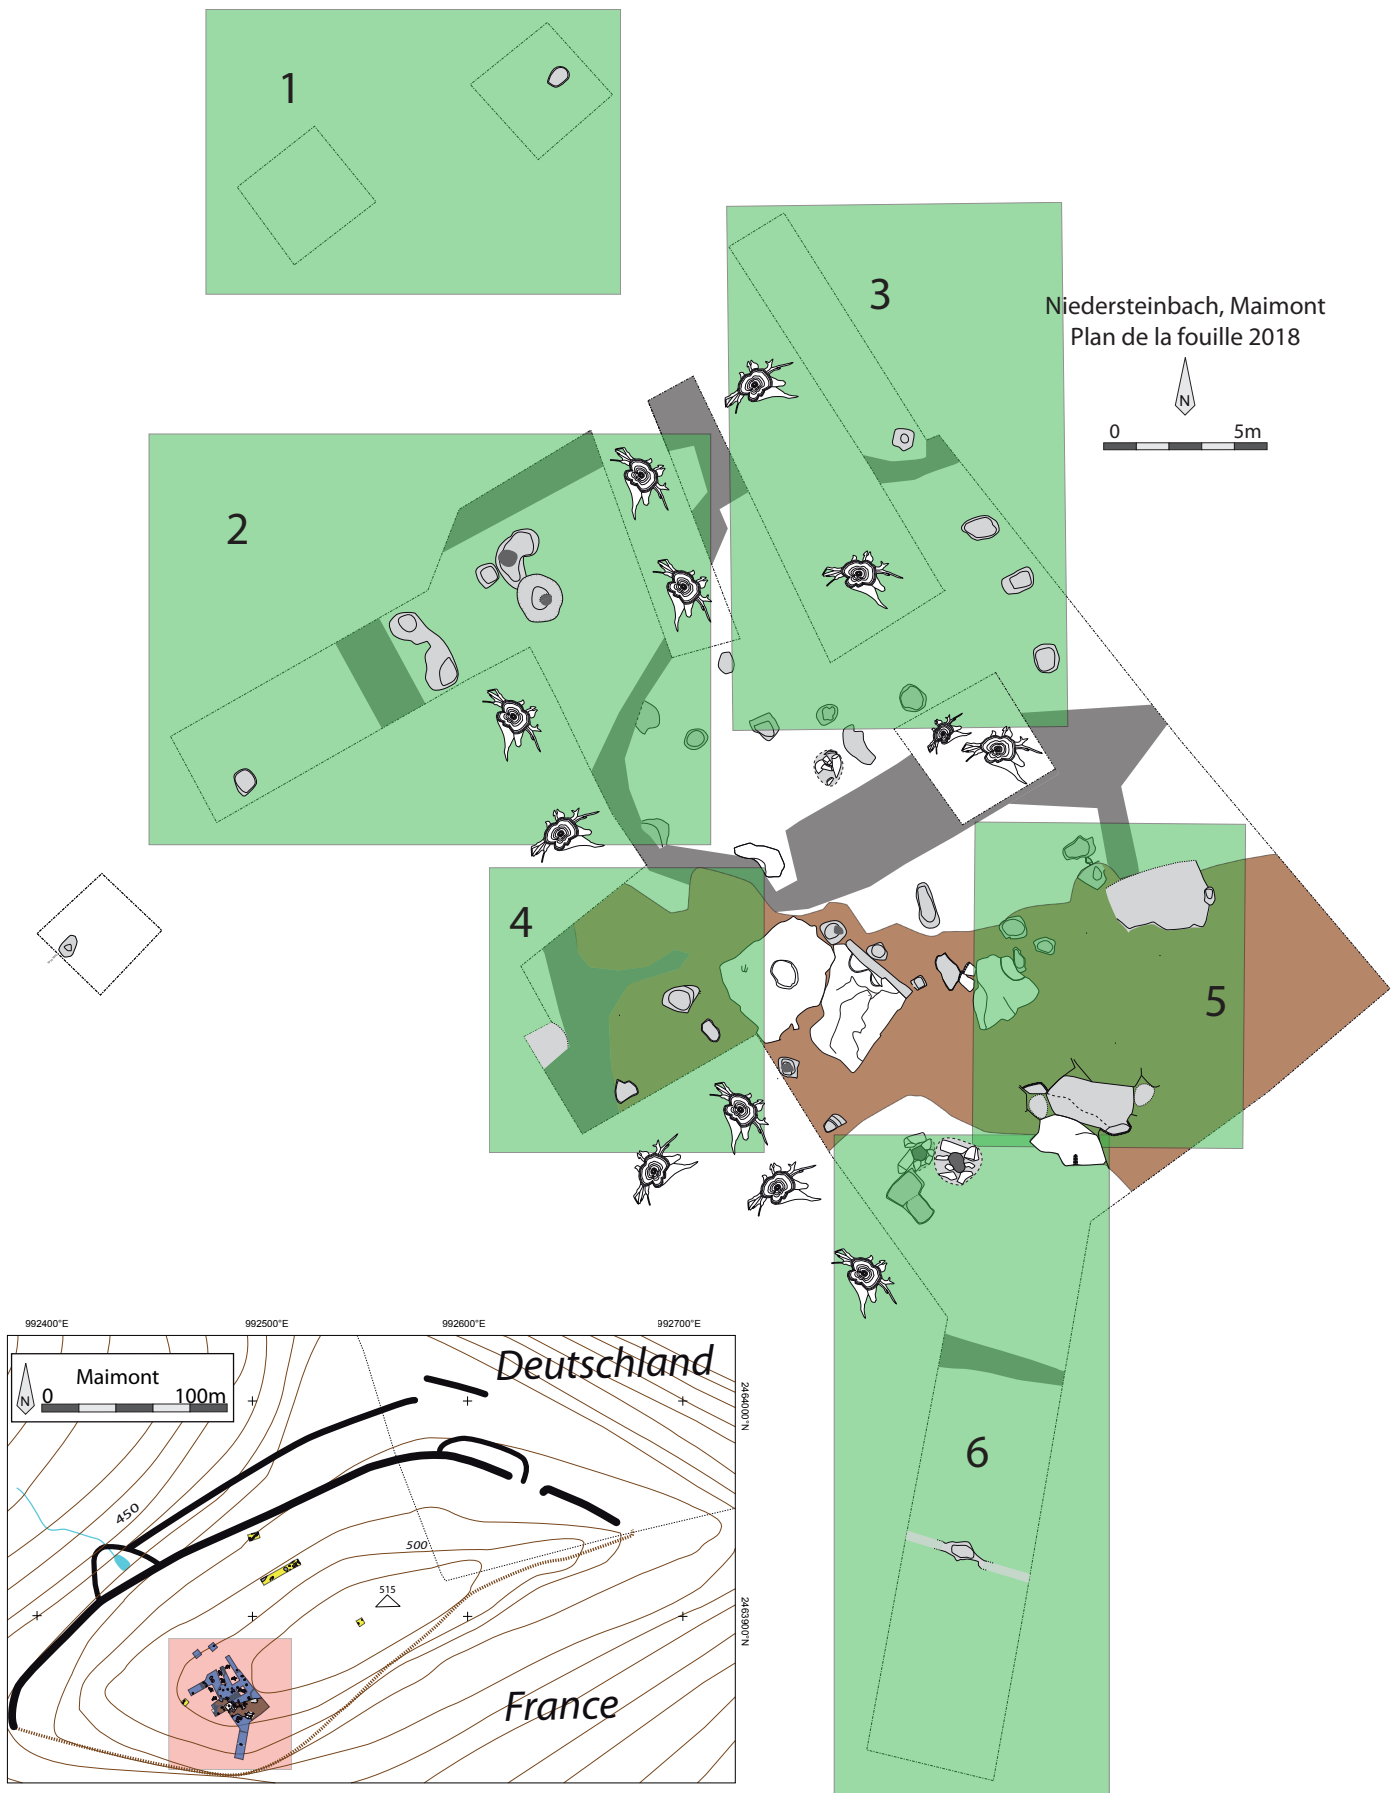 1
3
Niedersteinbach, Maimont
Plan de la fouille 2018
N
0 5m
2
4
5
6
992400°E 992500°E 992600°E 992700°E
Deutschland
Maimont
N
0 100m
2464000°N
450
500
515
2463900°N
France